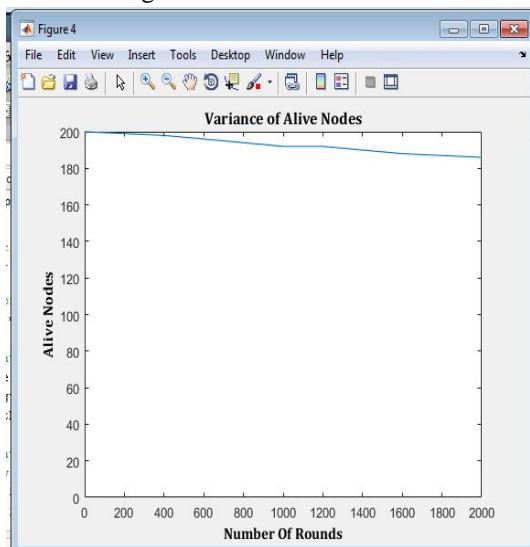 Figure 4
File Edit View Insert Tools Desktop Window Help
Variance of Alive Nodes
200
180
160
140
120
100
80
60
40
20
0
Alive Nodes
0 200 400 600 800 1000 1200 1400 1600 1800 2000
Number Of Rounds